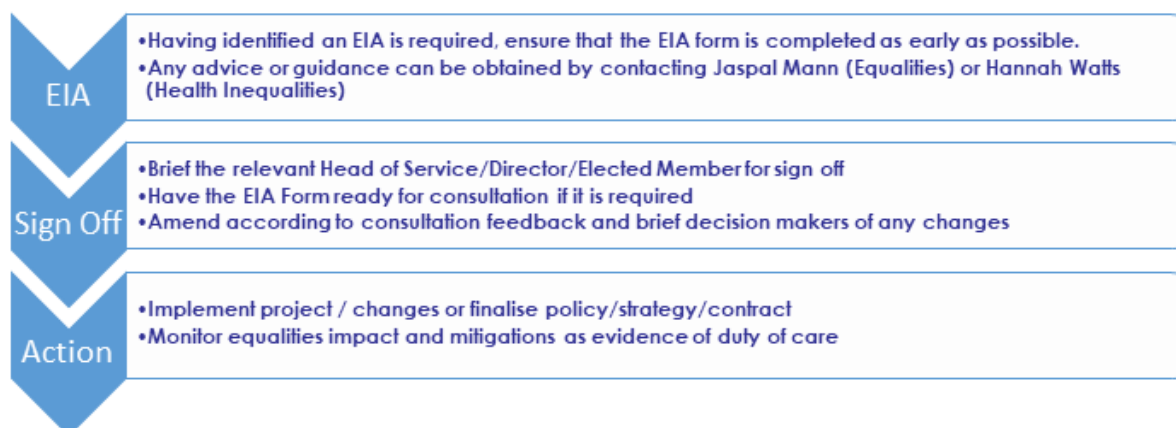 EIA
•Having identified an EIA is required, ensure that the EIA form is completed as early as possible.
•Any advice or guidance can be obtained by contacting Jaspal Mann (Equalities) or Hannah Watts
(Health Inequalities)
Sign Off
•Brief the relevant Head of Service/Director/Elected Member for sign off
•Have the EIA Form ready for consultation if it is required
•Amend according to consultation feedback and brief decision makers of any changes
Action
•Implement project / changes or finalise policy/strategy/contract
•Monitor equalities impact and mitigations as evidence of duty of care